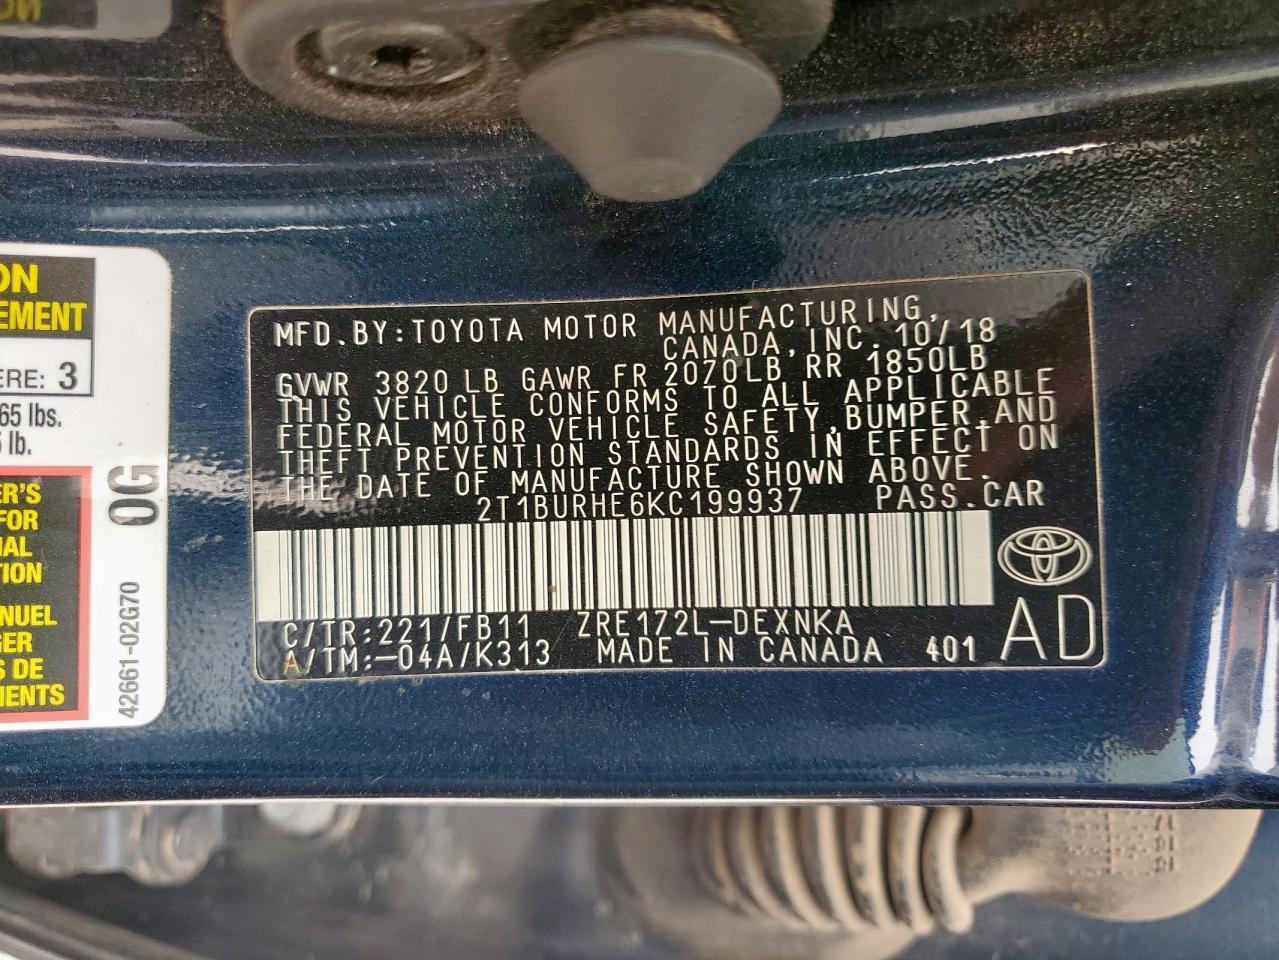 ON
EMENT
ERE: 3
65 lbs.
lb.
ER'S
FOR
TION
NUEL
GER
S DE
MENTS
0G
42661-02G70
MFD.BY:TOYOTA MOTOR MANUFACTURING,
CANADA,INC. 10/18
GVWR 3820 LB GAWR FR 2070LB RR 1850LB
THIS VEHICLE CONFORMS TO ALL APPLICABLE
FEDERAL MOTOR VEHICLE SAFETY,BUMPER,AND
THEFT PREVENTION STANDARDS IN EFFECT ON
THE DATE OF MANUFACTURE SHOWN ABOVE.
2T1BURHE6KC199937 PASS.CAR
C/TR:221/FB11 ZRE172L-DEXNKA
A/TM:-04A/K313 MADE IN CANADA 401
AD